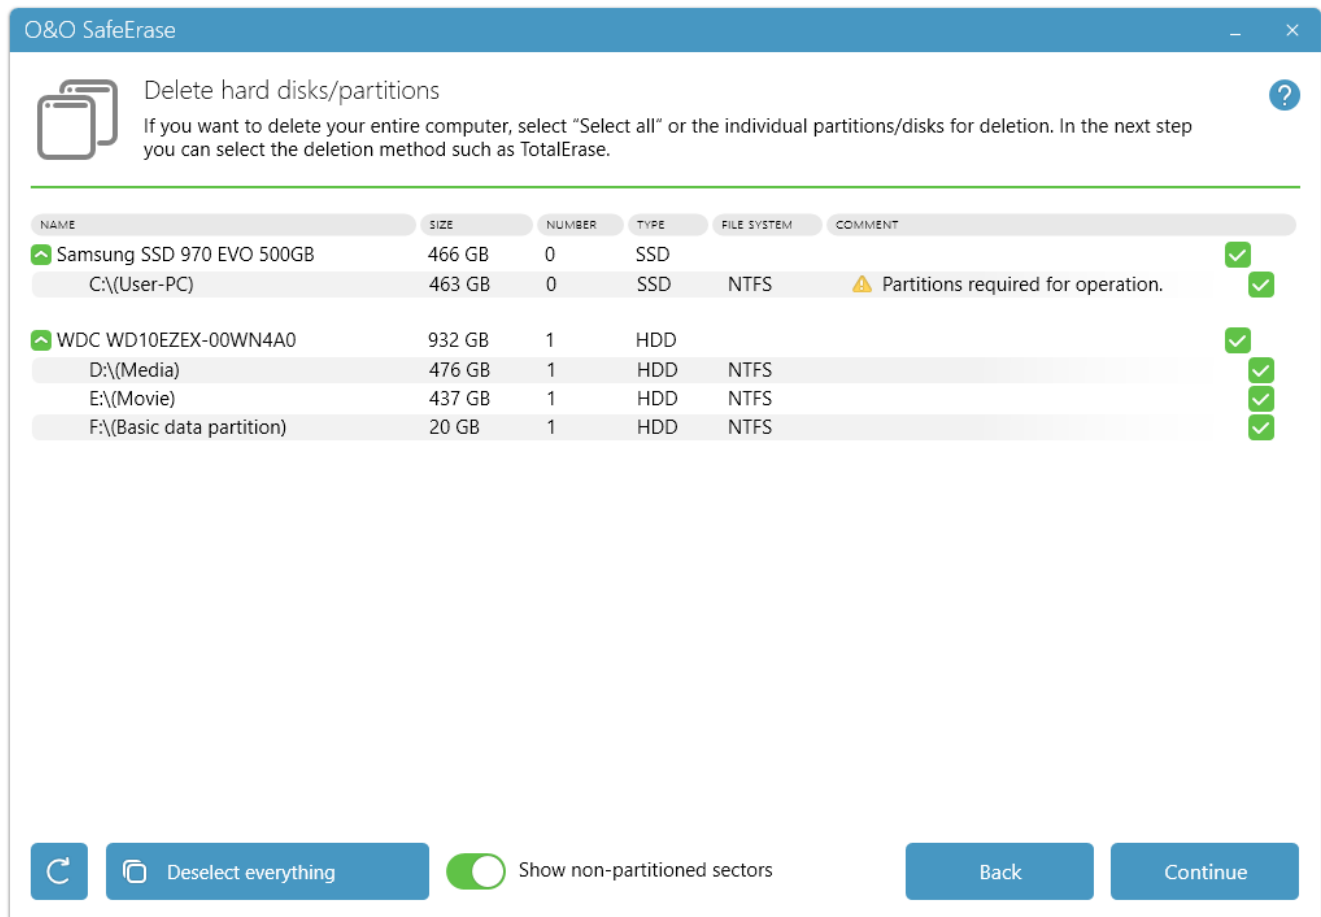 O&O SafeErase
Delete hard disks/partitions
If you want to delete your entire computer, select “Select all“ or the individual partitions/disks for deletion. In the next step
you can select the deletion method such as TotalErase.
NAME SIZE NUMBER TYPE FILE SYSTEM COMMENT
Samsung SSD 970 EVO 500GB 466 GB 0 SSD
C:\(User-PC) 463 GB 0 SSD NTFS Partitions required for operation.
WDC WD10EZEX-00WN4A0 932 GB 1 HDD
D:\(Media) 476 GB 1 HDD NTFS
E:\(Movie) 437 GB 1 HDD NTFS
F:\(Basic data partition) 20 GB 1 HDD NTFS
Deselect everything Show non-partitioned sectors Back Continue